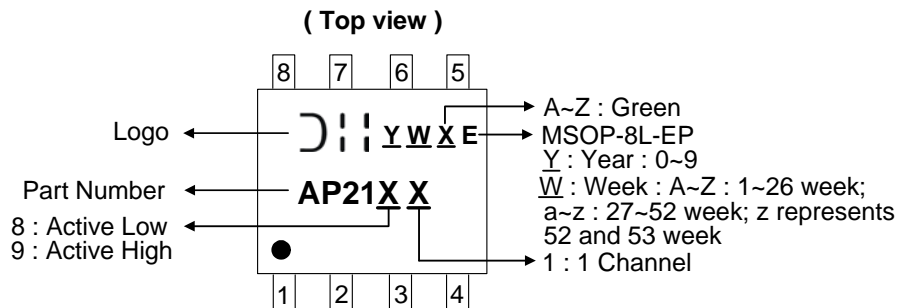 ( Top view )
8 7 6 5
Logo
Y W X E
A~Z : Green
MSOP-8L-EP
Y : Year : 0~9
W : Week : A~Z : 1~26 week;
a~z : 27~52 week; z represents
52 and 53 week
Part Number
AP21X X
8 : Active Low
9 : Active High
1 : 1 Channel
1 2 3 4